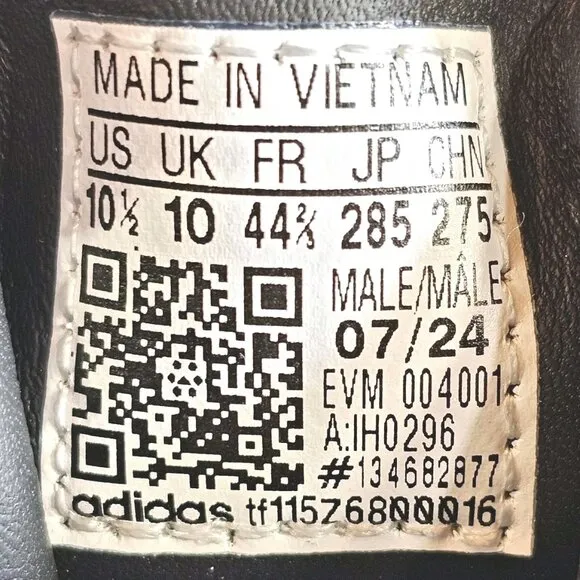 MADE IN VIETNAM
US UK FR JP CHN
10½ 10 44⅔ 285 275
MALE/MÂLE
07/24
EVM 004001
A:IH0296
#134682877
adidas tf115Z6800016